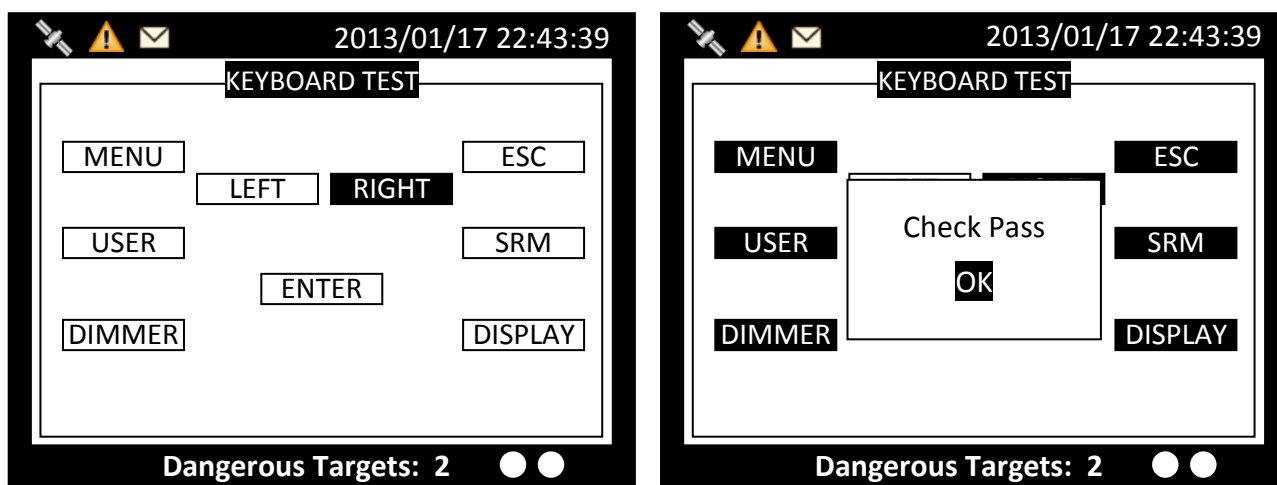 2013/01/17 22:43:39
KEYBOARD TEST
MENU
ESC
LEFT
RIGHT
USER
SRM
ENTER
DIMMER
DISPLAY
Dangerous Targets: 2
2013/01/17 22:43:39
KEYBOARD TEST
MENU
ESC
Check Pass
USER
SRM
OK
DIMMER
DISPLAY
Dangerous Targets: 2